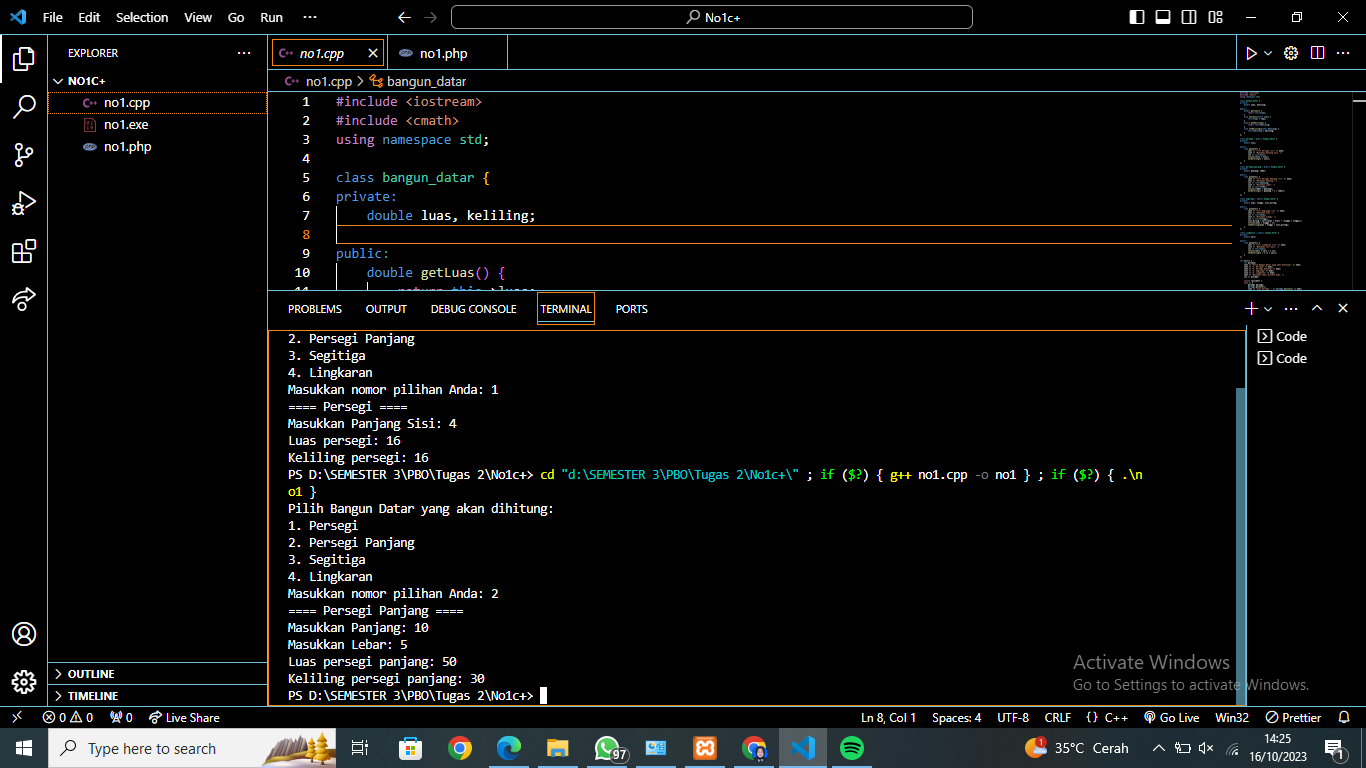 File Edit Selection View Go Run ···
No1c+
EXPLORER ···
NO1C+
C++ no1.cpp
no1.exe
no1.php
OUTLINE
TIMELINE
C++ no1.cpp
no1.php
C++ no1.cpp > bangun_datar
1 #include <iostream>
2 #include <cmath>
3 using namespace std;
4
5 class bangun_datar {
6 private:
7 double luas, keliling;
8
9 public:
10 double getLuas() {
PROBLEMS OUTPUT DEBUG CONSOLE TERMINAL PORTS
Code
Code
2. Persegi Panjang
3. Segitiga
4. Lingkaran
Masukkan nomor pilihan Anda: 1
==== Persegi ====
Masukkan Panjang Sisi: 4
Luas persegi: 16
Keliling persegi: 16
PS D:\SEMESTER 3\PBO\Tugas 2\No1c+> cd "d:\SEMESTER 3\PBO\Tugas 2\No1c+\" ; if ($?) { g++ no1.cpp -o no1 } ; if ($?) { .\n
o1 }
Pilih Bangun Datar yang akan dihitung:
1. Persegi
2. Persegi Panjang
3. Segitiga
4. Lingkaran
Masukkan nomor pilihan Anda: 2
==== Persegi Panjang ====
Masukkan Panjang: 10
Masukkan Lebar: 5
Luas persegi panjang: 50
Keliling persegi panjang: 30
PS D:\SEMESTER 3\PBO\Tugas 2\No1c+>
Activate Windows
Go to Settings to activate Windows.
0 0 0 Live Share
Ln 8, Col 1 Spaces: 4 UTF-8 CRLF {} C++ Go Live Win32 Prettier
Type here to search
97
1
35°C Cerah
14:25
16/10/2023
1